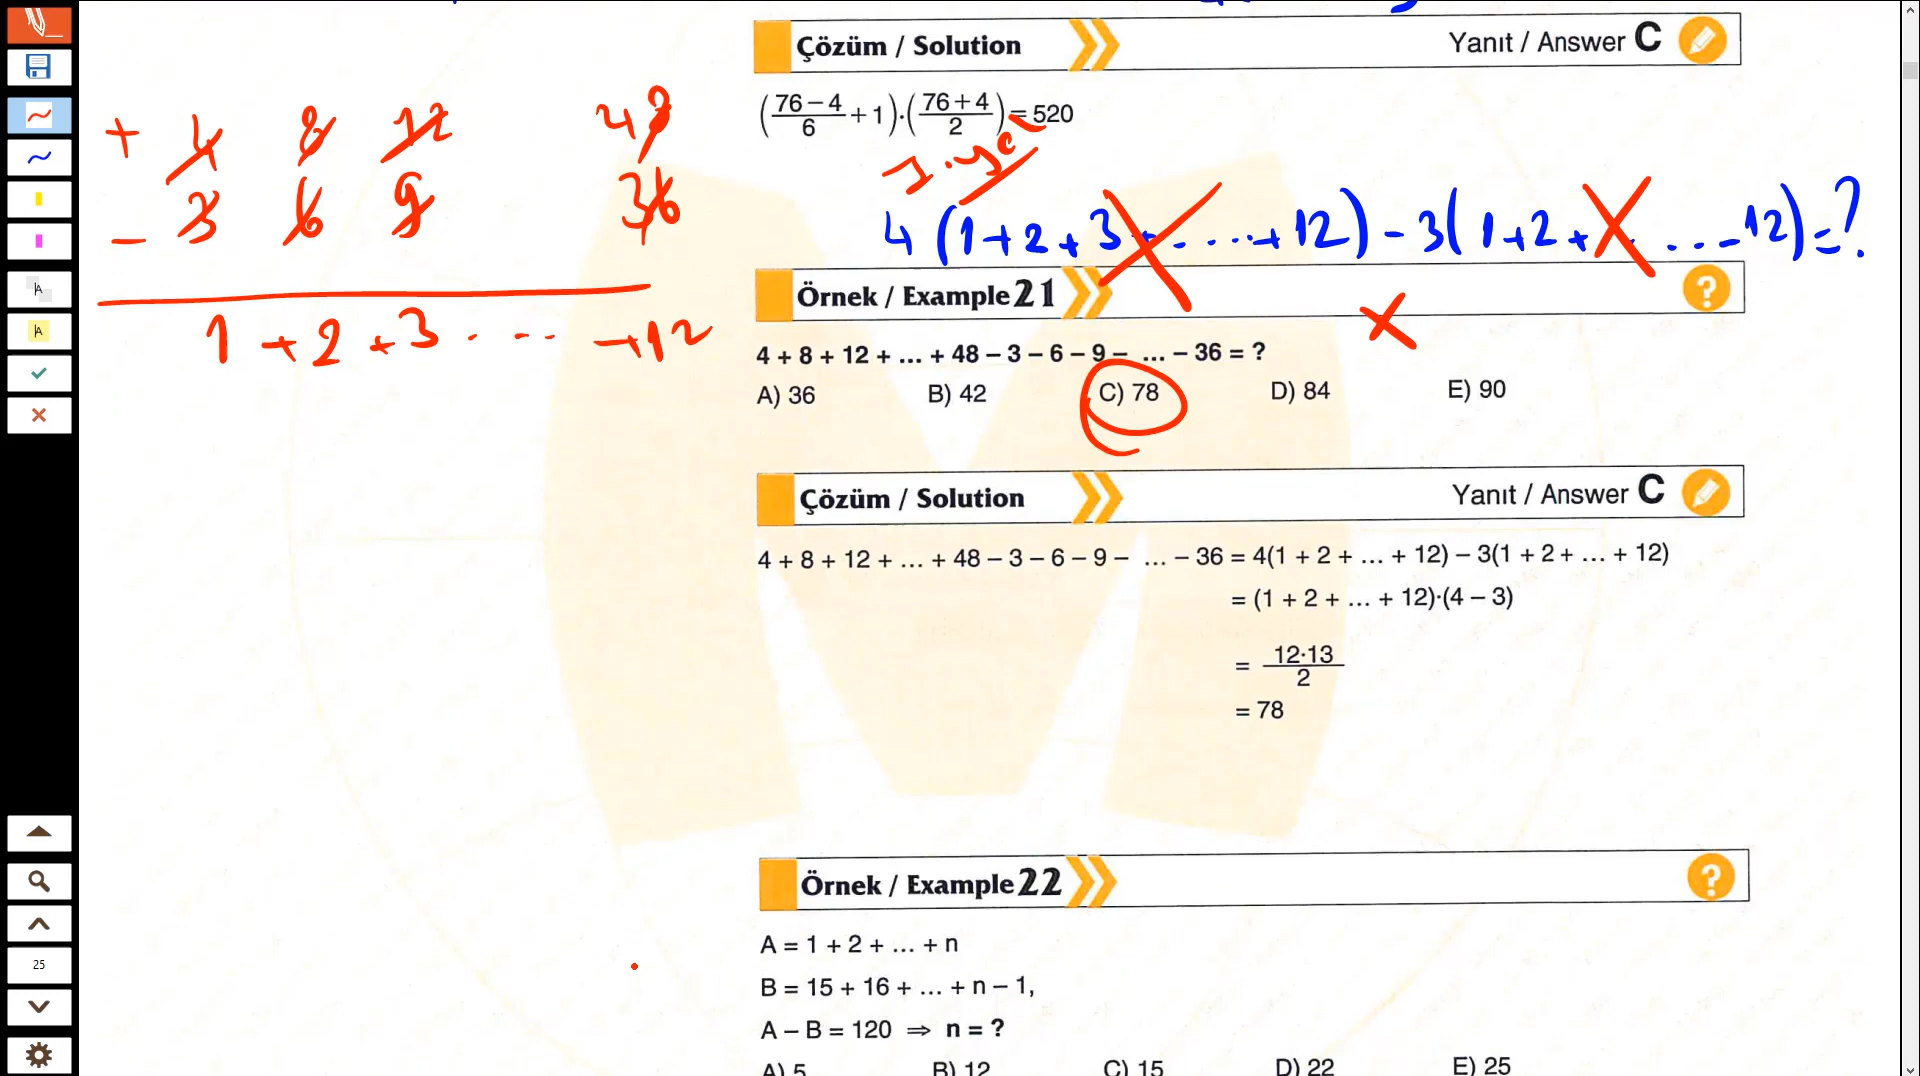 Çözüm / Solution Yanıt / Answer C
(76 – 4 / 6 + 1)·(76 + 4 / 2) = 520
1.yol
4 (1+2+3+.....+12) - 3(1+2+....-12)=?
+ 4 8 12 48
- 3 6 9 36
1 +2 +3 ..... +12
Örnek / Example 21
4 + 8 + 12 + ... + 48 – 3 – 6 – 9 – ... – 36 = ?
A) 36 B) 42 C) 78 D) 84 E) 90
Çözüm / Solution Yanıt / Answer C
4 + 8 + 12 + ... + 48 – 3 – 6 – 9 – ... – 36 = 4(1 + 2 + ... + 12) – 3(1 + 2 + ... + 12)
= (1 + 2 + ... + 12)·(4 – 3)
= 12·13 / 2
= 78
Örnek / Example 22
A = 1 + 2 + ... + n
B = 15 + 16 + ... + n – 1,
A – B = 120 ⇒ n = ?
A) 5 B) 12 C) 15 D) 22 E) 25
25